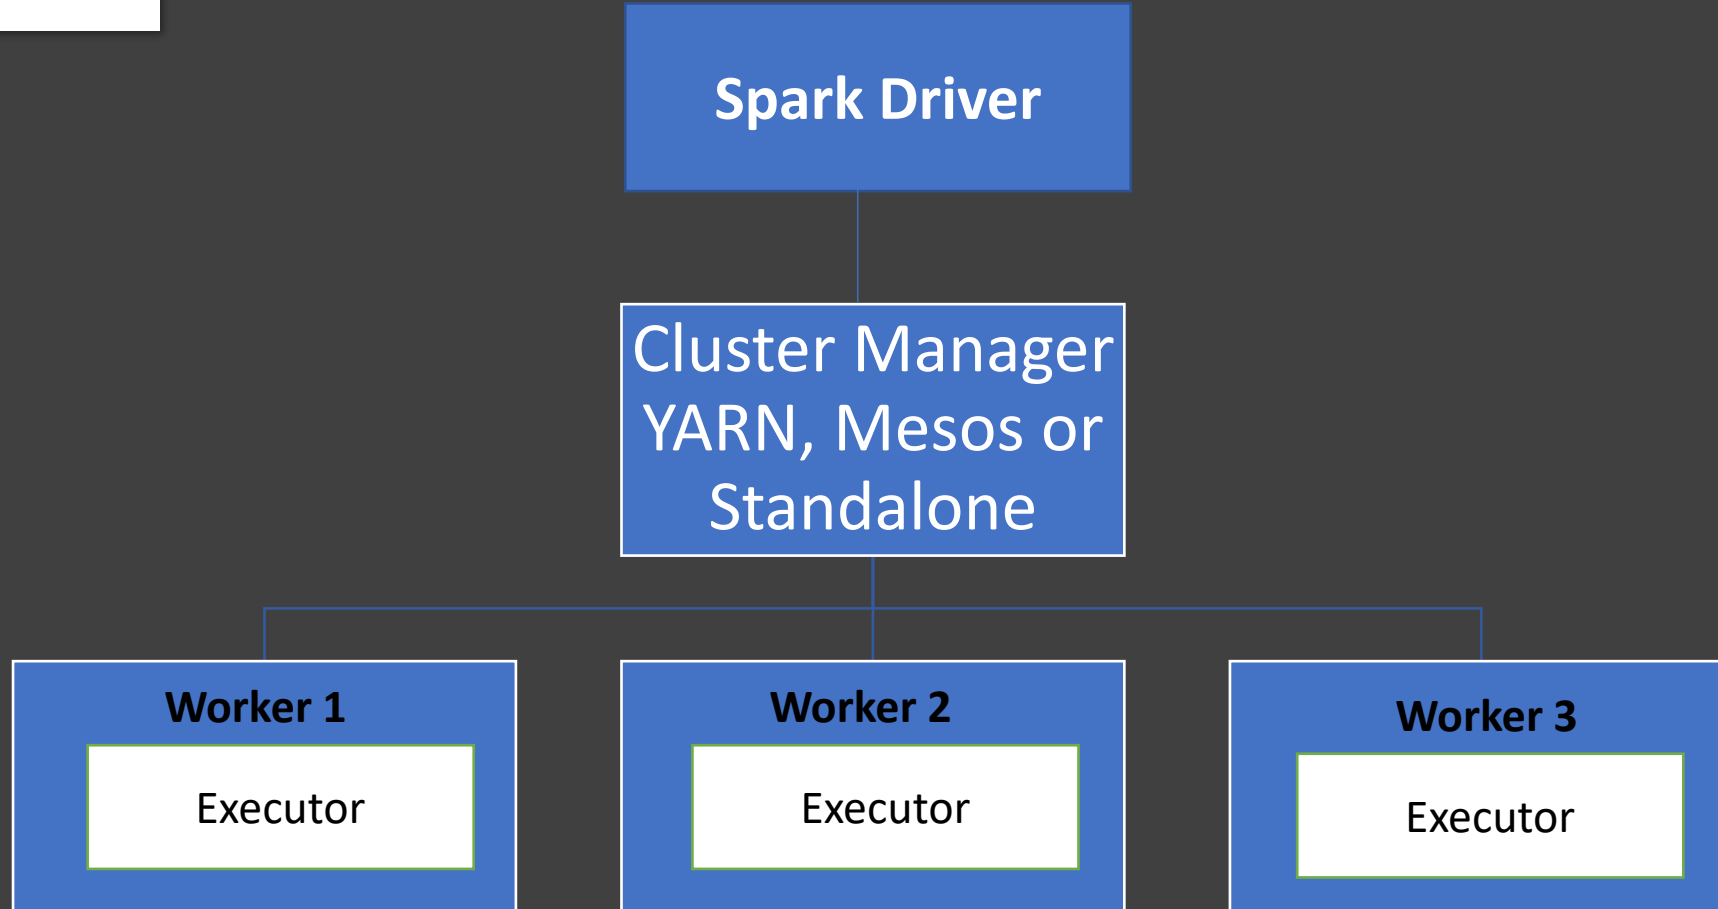 Spark Driver
Cluster Manager
YARN, Mesos or
Standalone
Worker 1
Executor
Worker 2
Executor
Worker 3
Executor